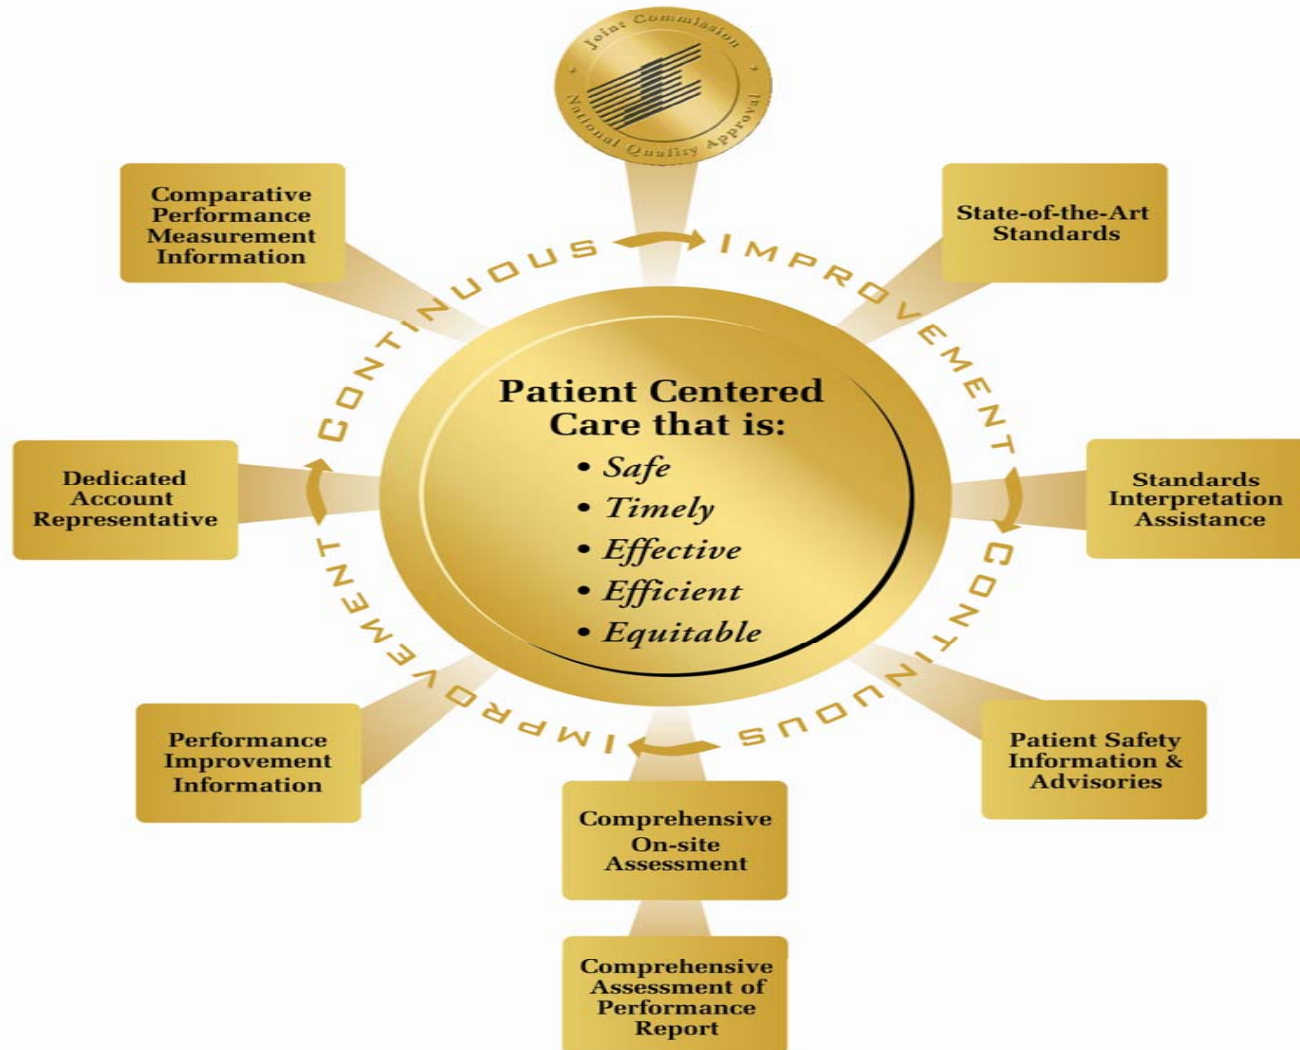 Joint Commission
National Quality Approval
Comparative
Performance
Measurement
Information
State-of-the-Art
Standards
CONTINUOUS
IMPROVEMENT
Patient Centered
Care that is:
• Safe
• Timely
• Effective
• Efficient
• Equitable
Dedicated
Account
Representative
Standards
Interpretation
Assistance
CONTINUOUS
IMPROVEMENT
Performance
Improvement
Information
Patient Safety
Information &
Advisories
Comprehensive
On-site
Assessment
Comprehensive
Assessment of
Performance
Report